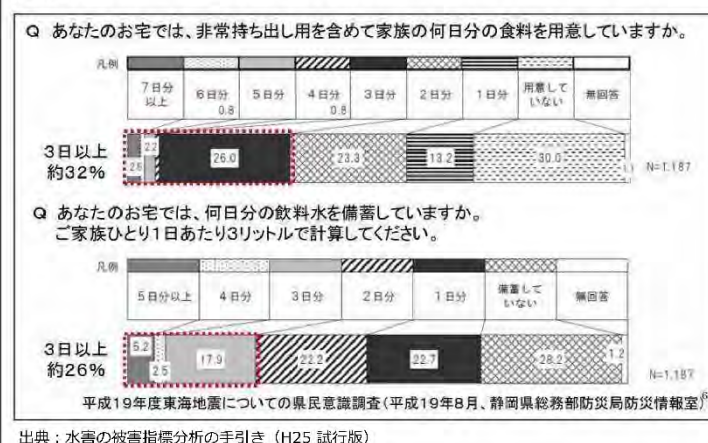 Q あなたのお宅では、非常持ち出し用を含めて家族の何日分の食料を用意していますか。
凡例
7日分以上 6日分 0.8 5日分 4日分 0.8 3日分 2日分 1日分 用意していない 無回答
3日以上
約32%
2.2 26.0 23.3 13.2 30.0 N=1,187
Q あなたのお宅では、何日分の飲料水を備蓄していますか。
ご家族ひとり1日あたり3リットルで計算してください。
凡例
5日分以上 4日分 3日分 2日分 1日分 備蓄していない 無回答
3日以上
約26%
5.2 2.5 17.9 22.2 22.7 28.2 1.2 N=1,187
平成19年度東海地震についての県民意識調査(平成19年8月、静岡県総務部防災局防災情報室)6
出典：水害の被害指標分析の手引き（H25 試行版）